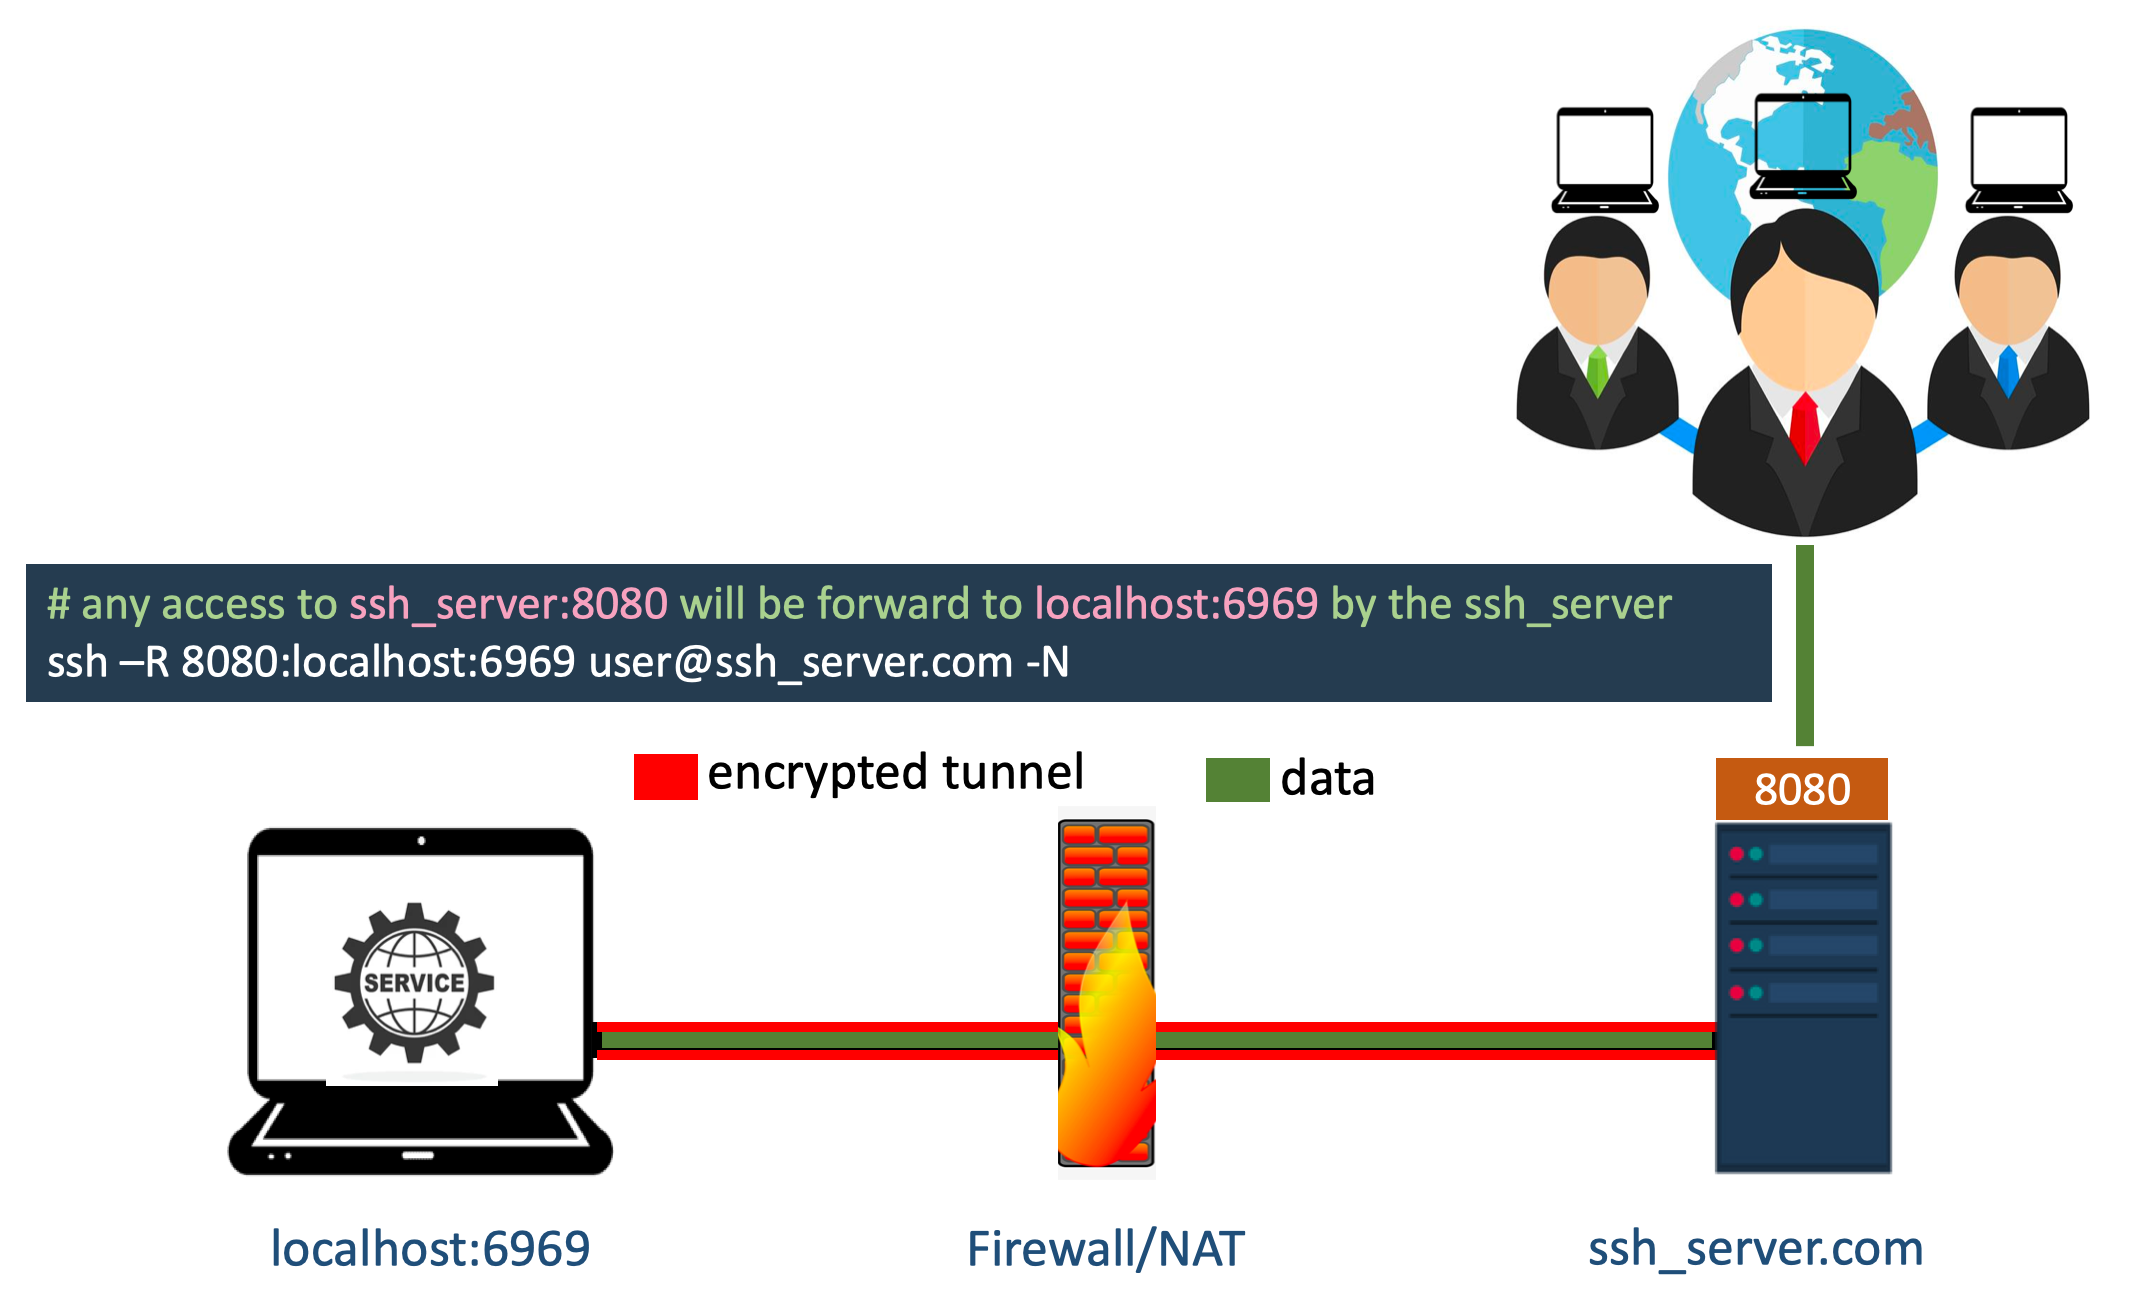 # any access to ssh_server:8080 will be forward to localhost:6969 by the ssh_server
ssh –R 8080:localhost:6969 user@ssh_server.com -N
encrypted tunnel
data
8080
SERVICE
localhost:6969
Firewall/NAT
ssh_server.com